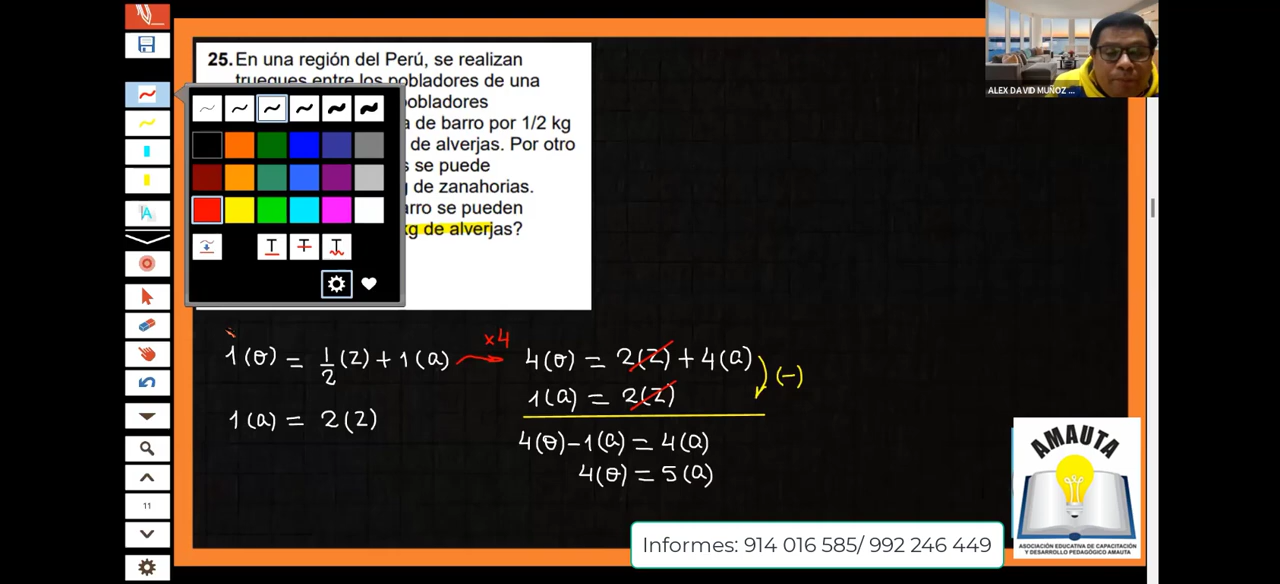 ALEX DAVID MUÑOZ ...
25. En una región del Perú, se realizan
trueques entre los pobladores de una
pobladores
a de barro por 1/2 kg
de alverjas. Por otro
s se puede
g de zanahorias.
arro se pueden
kg de alverjas?
T T T
1(θ) = 1/2 (Z) + 1(a)
1(a) = 2(Z)
x4
4(θ) = 2(Z) + 4(a)
1(a) = 2(Z)
(-)
4(θ) - 1(a) = 4(a)
4(θ) = 5(a)
A
11
AMAUTA
ASOCIACIÓN EDUCATIVA DE CAPACITACIÓN
Y DESARROLLO PEDAGÓGICO AMAUTA
Informes: 914 016 585/ 992 246 449